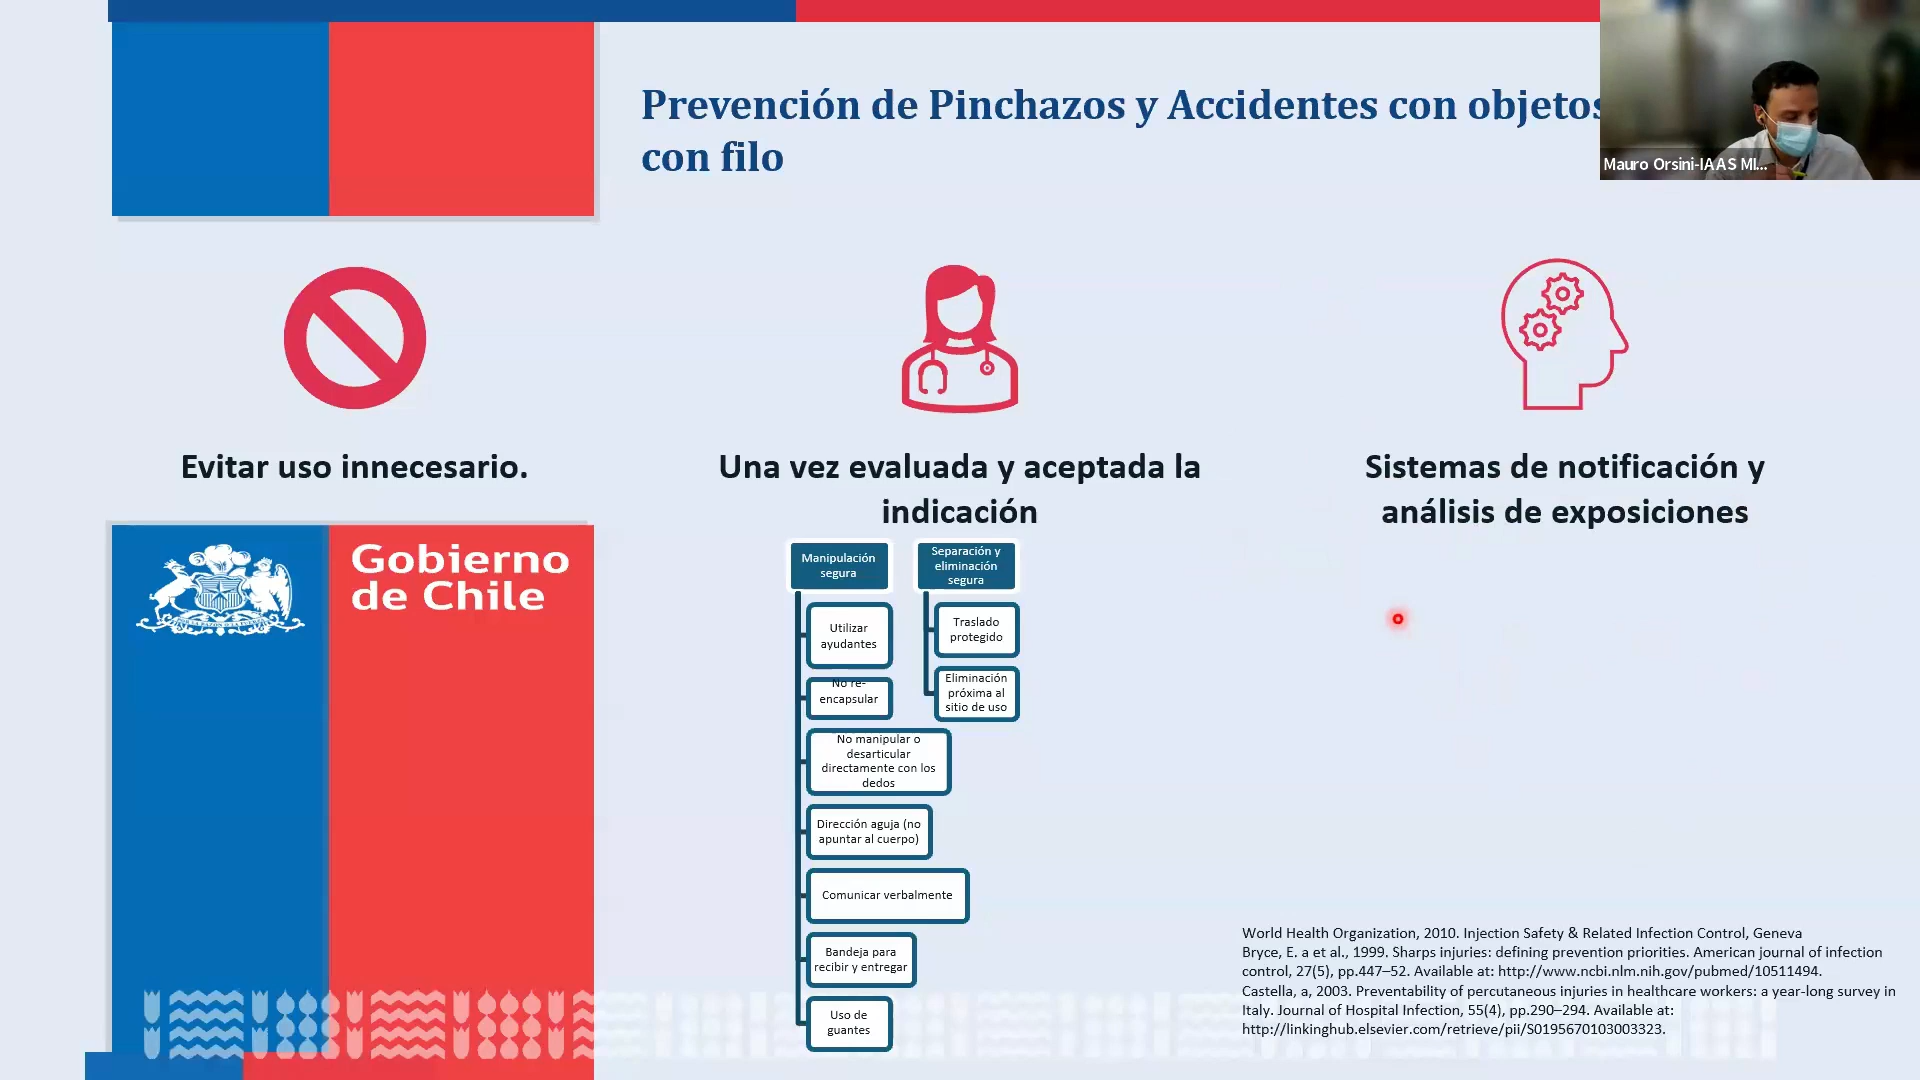 Prevención de Pinchazos y Accidentes con objetos
con filo
Mauro Orsini-IAAS MI...
Evitar uso innecesario.
Una vez evaluada y aceptada la
indicación
Sistemas de notificación y
análisis de exposiciones
Gobierno
de Chile
Manipulación
segura
Utilizar
ayudantes
No re-
encapsular
No manipular o
desarticular
directamente con los
dedos
Dirección aguja (no
apuntar al cuerpo)
Comunicar verbalmente
Bandeja para
recibir y entregar
Uso de
guantes
Separación y
eliminación
segura
Traslado
protegido
Eliminación
próxima al
sitio de uso
World Health Organization, 2010. Injection Safety & Related Infection Control, Geneva
Bryce, E. a et al., 1999. Sharps injuries: defining prevention priorities. American journal of infection
control, 27(5), pp.447–52. Available at: http://www.ncbi.nlm.nih.gov/pubmed/10511494.
Castella, a, 2003. Preventability of percutaneous injuries in healthcare workers: a year-long survey in
Italy. Journal of Hospital Infection, 55(4), pp.290–294. Available at:
http://linkinghub.elsevier.com/retrieve/pii/S0195670103003323.